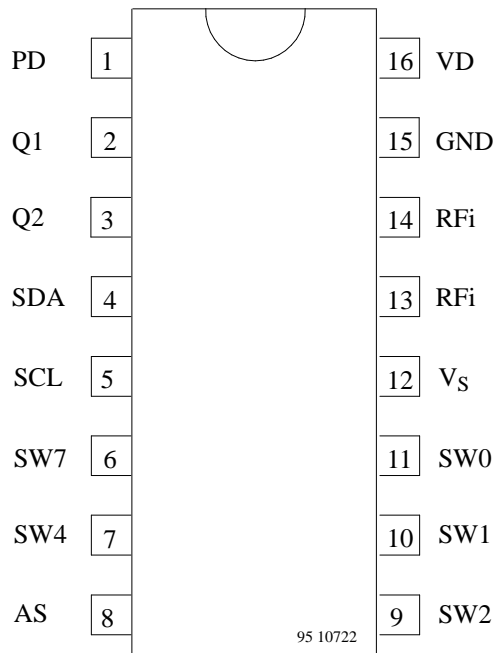 PD 1 16 VD
Q1 2 15 GND
Q2 3 14 RFi
SDA 4 13 RFi
SCL 5 12 VS
SW7 6 11 SW0
SW4 7 10 SW1
AS 8 9 SW2
95 10722